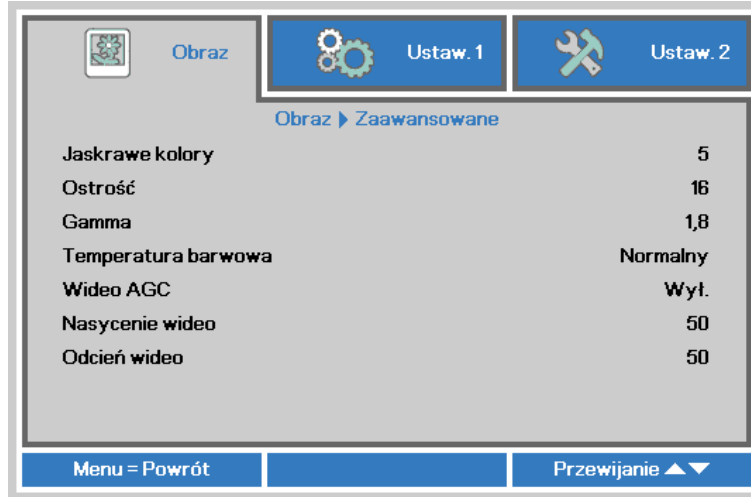 Obraz Ustaw. 1 Ustaw. 2
Obraz Zaawansowane
Jaskrawe kolory 5
Ostrość 16
Gamma 1,8
Temperatura barwowa Normalny
Wideo AGC Wył.
Nasycenie wideo 50
Odcień wideo 50
Menu = Powrót Przewijanie ▲▼